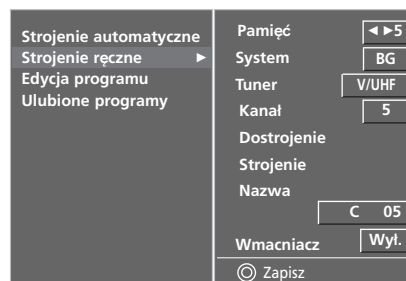 Strojenie automatyczne
Strojenie ręczne ►
Edycja programu
Ulubione programy
Pamięć ◄ ►5
System BG
Tuner V/UHF
Kanał 5
Dostrojenie
Strojenie
Nazwa
C 05
Wmacniacz Wył.
Zapisz